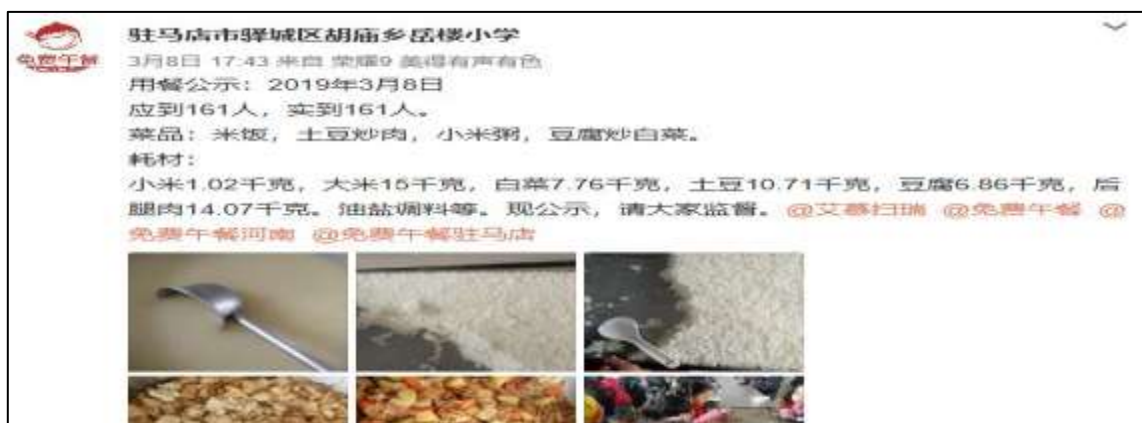 驻马店市驿城区胡庙乡岳楼小学
免费午餐
3月8日 17:43 来自 荣耀9 美得有声有色
用餐公示：2019年3月8日
应到161人，实到161人。
菜品：米饭，土豆炒肉，小米粥，豆腐炒白菜。
耗材：
小米1.02千克，大米15千克，白菜7.76千克，土豆10.71千克，豆腐6.86千克，后
腿肉14.07千克。油盐调料等。现公示，请大家监督。@艾慕扫瑞 @免费午餐 @
免费午餐河南 @免费午餐驻马店